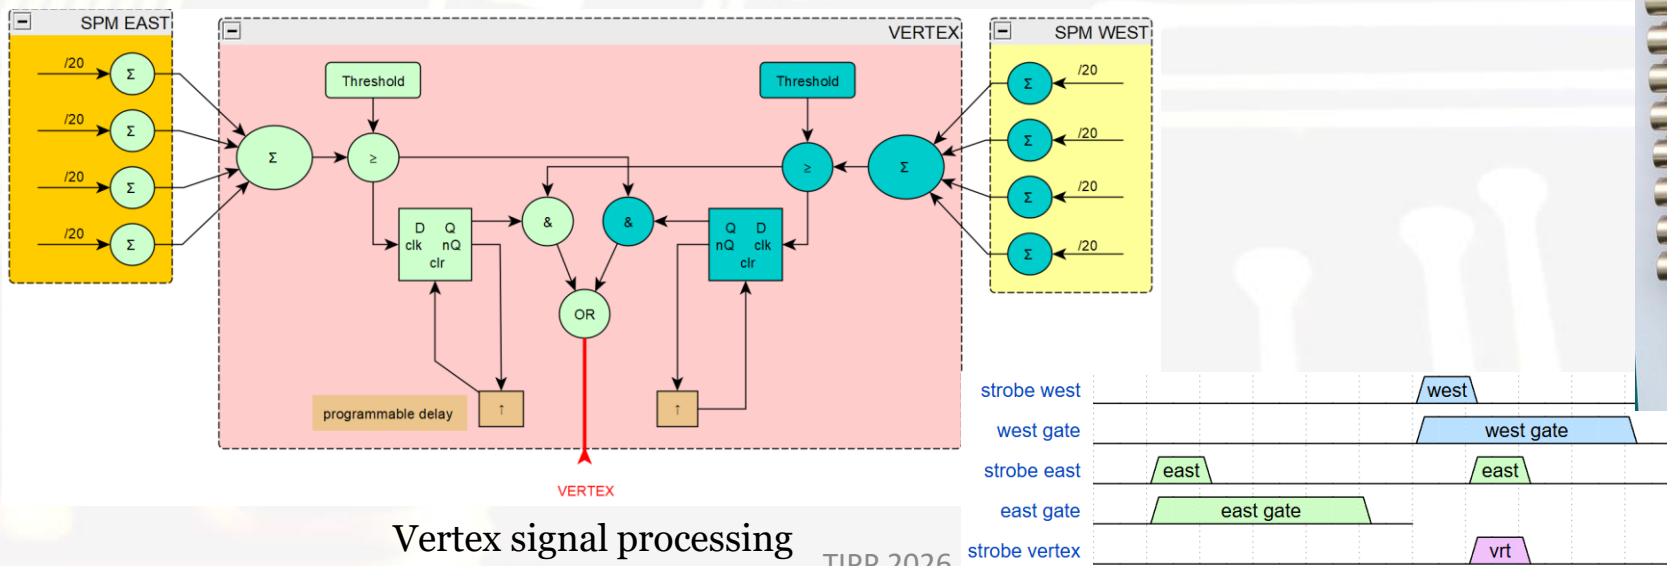 SPM EAST
/20
Σ
/20
Σ
/20
Σ
/20
Σ
VERTEX
Threshold
Threshold
Σ
≥
≥
Σ
&
&
D Q
clk nQ
clr
Q D
nQ clk
clr
OR
programmable delay
↑
↑
VERTEX
SPM WEST
Σ
/20
Σ
/20
Σ
/20
Σ
/20
Vertex signal processing
strobe west
west
west gate
west gate
strobe east
east
east
east gate
east gate
strobe vertex
vrt